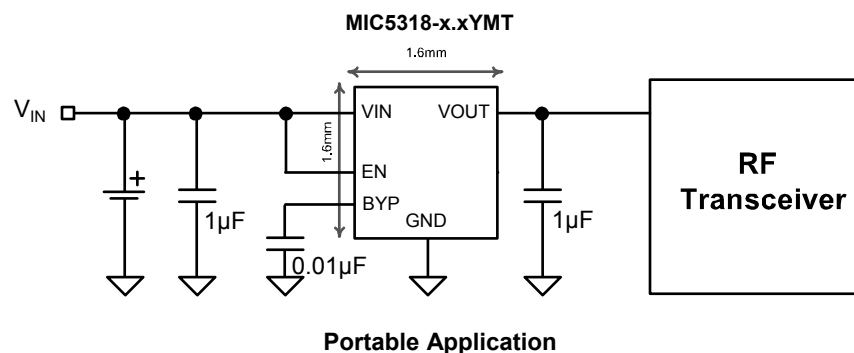 MIC5318-x.xYMT
1.6mm
VIN
VIN
VOUT
1.6mm
EN
BYP
GND
+
1µF
0.01µF
1µF
RF
Transceiver
Portable Application